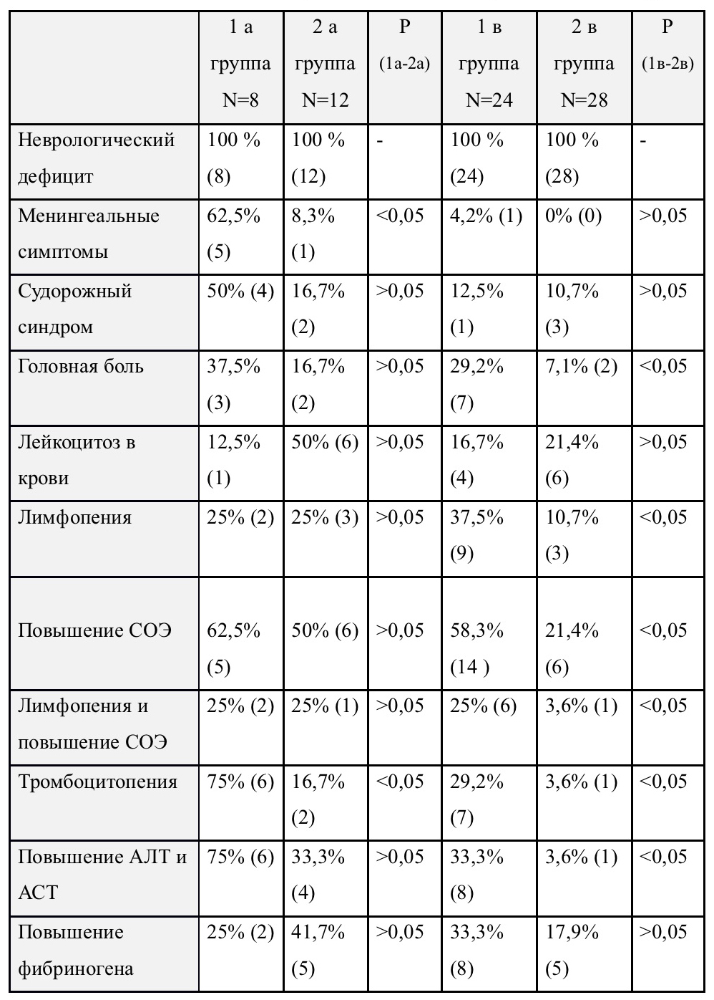 1 а 2 а Р 1 в 2 в Р
группа группа (1а-2а) группа группа (1в-2в)
N=8 N=12 N=24 N=28
Неврологический 100 % 100 % - 100 % 100 % -
дефицит (8) (12) (24) (28)
Менингеальные 62,5% 8,3% <0,05 4,2% (1) 0% (0) >0,05
симптомы (5) (1)
Судорожный 50% (4) 16,7% >0,05 12,5% 10,7% >0,05
синдром (2) (1) (3)
Головная боль 37,5% 16,7% >0,05 29,2% 7,1% (2) <0,05
(3) (2) (7)
Лейкоцитоз в 12,5% 50% (6) >0,05 16,7% 21,4% >0,05
крови (1) (4) (6)
Лимфопения 25% (2) 25% (3) >0,05 37,5% 10,7% <0,05
(9) (3)
Повышение СОЭ 62,5% 50% (6) >0,05 58,3% 21,4% <0,05
(5) (14 ) (6)
Лимфопения и 25% (2) 25% (1) >0,05 25% (6) 3,6% (1) <0,05
повышение СОЭ
Тромбоцитопения 75% (6) 16,7% <0,05 29,2% 3,6% (1) <0,05
(2) (7)
Повышение АЛТ и 75% (6) 33,3% >0,05 33,3% 3,6% (1) <0,05
АСТ (4) (8)
Повышение 25% (2) 41,7% >0,05 33,3% 17,9% >0,05
фибриногена (5) (8) (5)